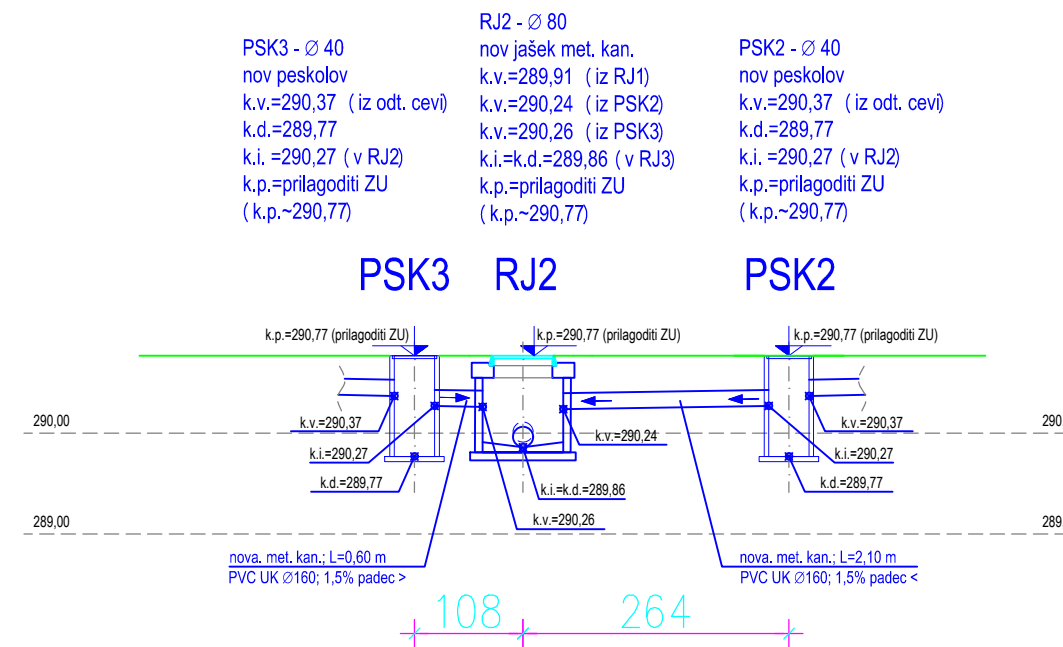 PSK3 - Ø 40
nov peskolov
k.v.=290,37 ( iz odt. cevi)
k.d.=289,77
k.i. =290,27 ( v RJ2)
k.p.=prilagoditi ZU
( k.p.~290,77)
RJ2 - Ø 80
nov jašek met. kan.
k.v.=289,91 ( iz RJ1)
k.v.=290,24 ( iz PSK2)
k.v.=290,26 ( iz PSK3)
k.i.=k.d.=289,86 ( v RJ3)
k.p.=prilagoditi ZU
( k.p.~290,77)
PSK2 - Ø 40
nov peskolov
k.v.=290,37 ( iz odt. cevi)
k.d.=289,77
k.i. =290,27 ( v RJ2)
k.p.=prilagoditi ZU
( k.p.~290,77)
PSK3
RJ2
PSK2
k.p.=290,77 (prilagoditi ZU)
k.p.=290,77 (prilagoditi ZU)
k.p.=290,77 (prilagoditi ZU)
290,00
k.v.=290,37
k.v.=290,24
k.v.=290,37
290
k.i.=290,27
k.i.=290,27
k.d.=289,77
k.i.=k.d.=289,86
k.d.=289,77
289,00
k.v.=290,26
289
nova. met. kan.; L=0,60 m
PVC UK Ø160; 1,5% padec >
nova. met. kan.; L=2,10 m
PVC UK Ø160; 1,5% padec <
108
264